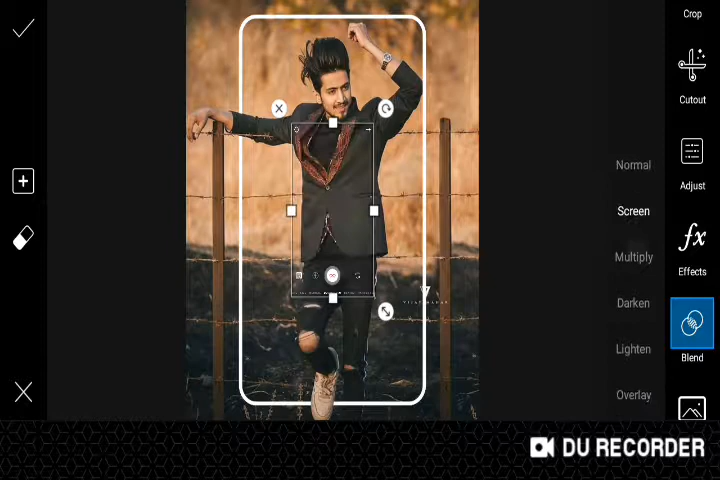 Crop
Cutout
Adjust
Effects
Blend
Normal
Screen
Multiply
Darken
Lighten
Overlay
DU RECORDER